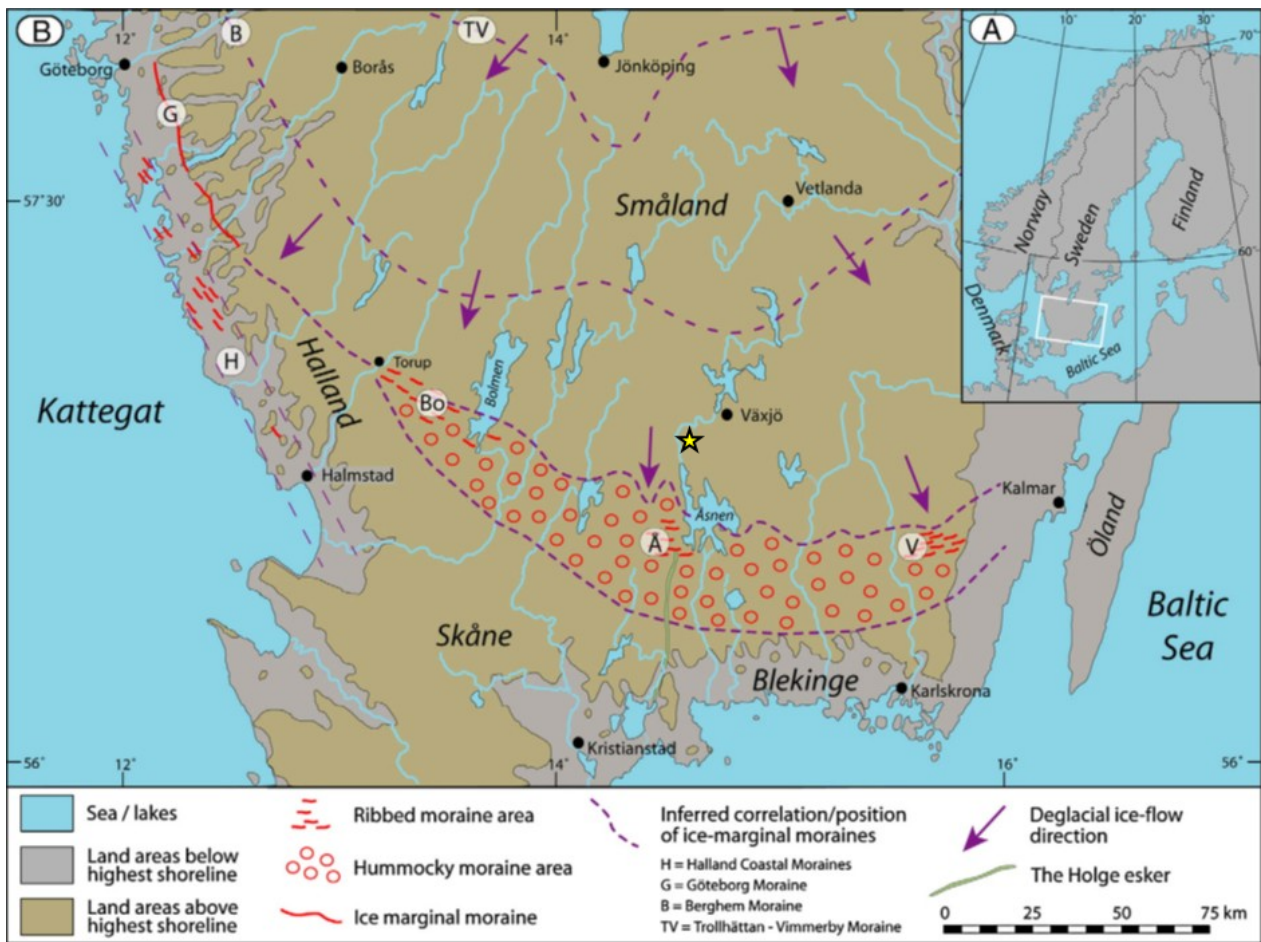 B
12°
B
TV
14°
A
10°
20°
30°
70°
Göteborg
Borås
Jönköping
G
Norway
Sweden
Finland
60°
Denmark
Baltic Sea
57°30'
Småland
Vetlanda
H
Halland
Torup
Bolmen
Bo
Kattegat
Växjö
Halmstad
Kalmar
Åsnen
Å
V
Öland
Baltic
Sea
Skåne
Blekinge
Karlskrona
Kristianstad
56°
12°
14°
16°
56°
Sea / lakes
Land areas below
highest shoreline
Land areas above
highest shoreline
Ribbed moraine area
Hummocky moraine area
Ice marginal moraine
Inferred correlation/position
of ice-marginal moraines
H = Halland Coastal Moraines
G = Göteborg Moraine
B = Berghem Moraine
TV = Trollhättan - Vimmerby Moraine
Deglacial ice-flow
direction
The Holge esker
0 25 50 75 km